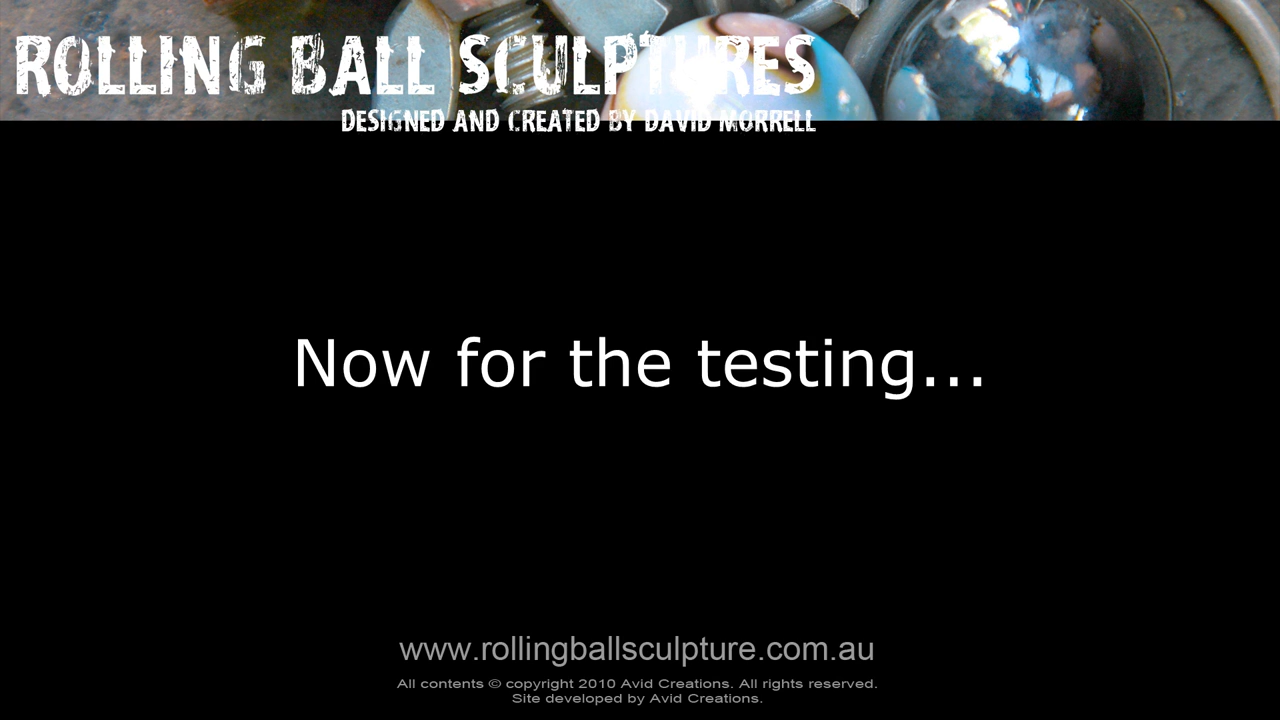 ROLLING BALL SCULPTURES
DESIGNED AND CREATED BY DAVID MORRELL
Now for the testing...
www.rollingballsculpture.com.au
All contents © copyright 2010 Avid Creations. All rights reserved.
Site developed by Avid Creations.